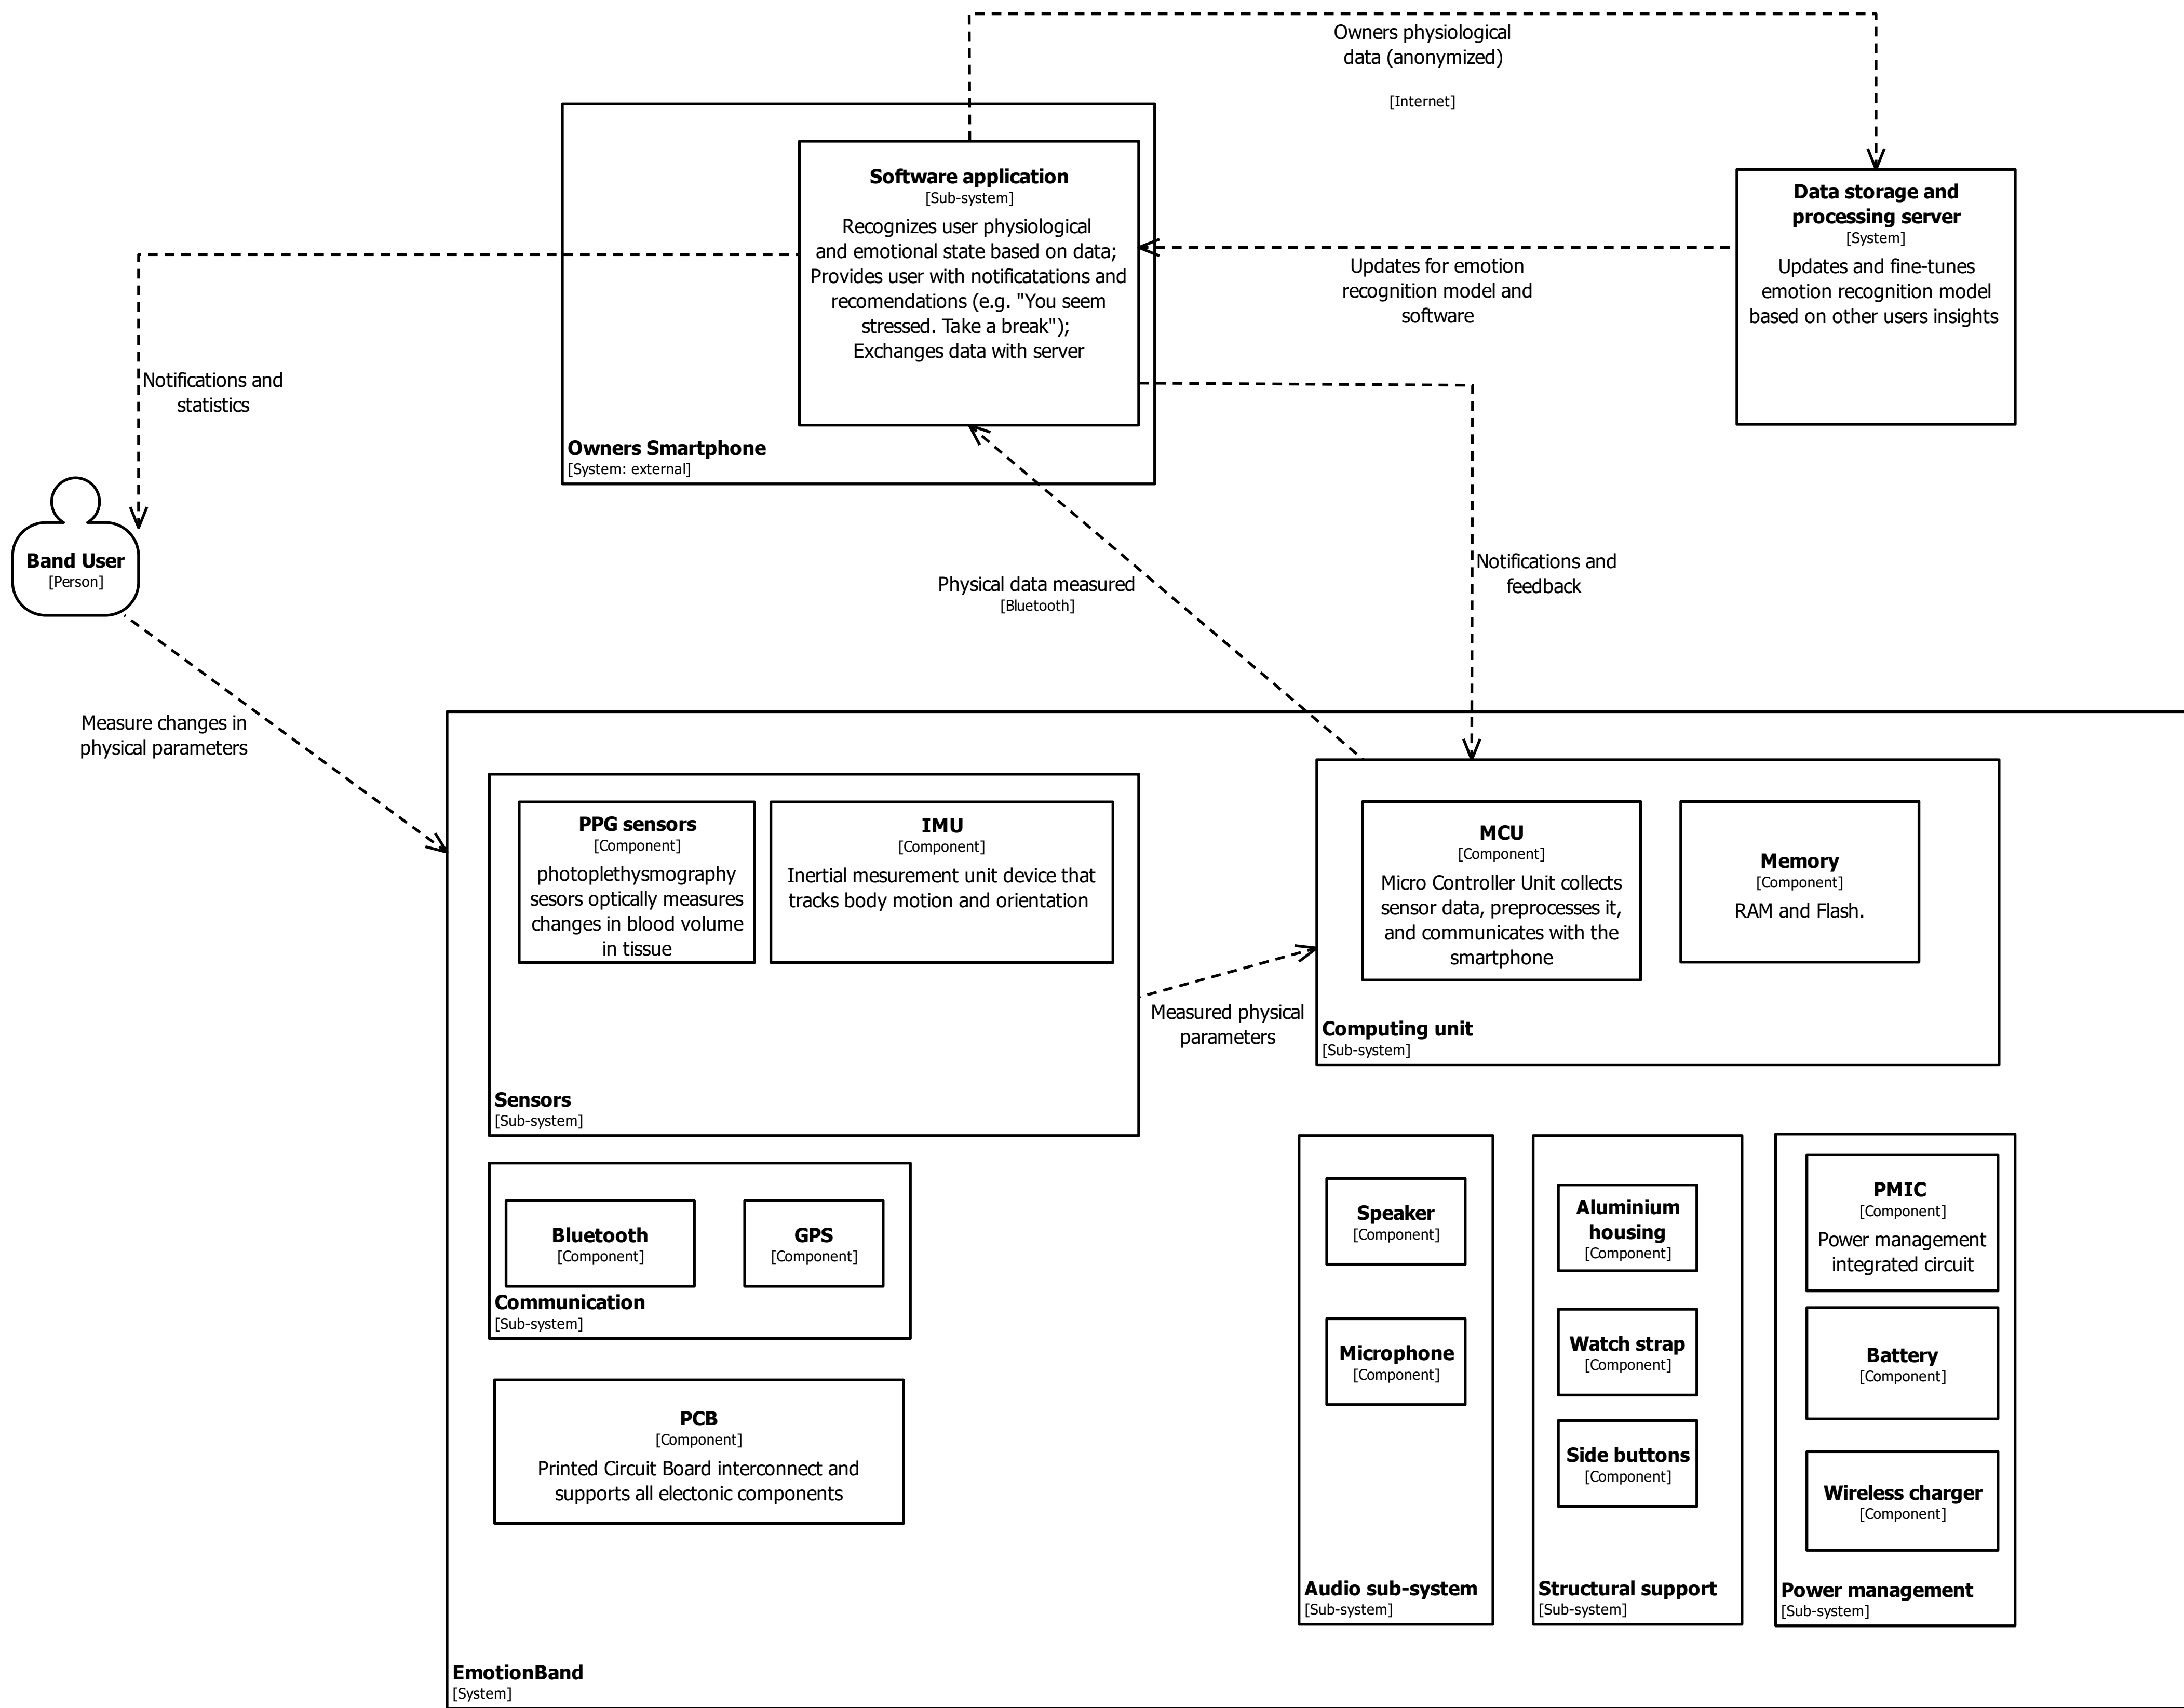 Owners physiological
data (anonymized)
[Internet]
Software application
[Sub-system]
Recognizes user physiological
and emotional state based on data;
Provides user with notificatations and
recomendations (e.g. "You seem
stressed. Take a break");
Exchanges data with server
Owners Smartphone
[System: external]
Data storage and
processing server
[System]
Updates and fine-tunes
emotion recognition model
based on other users insights
Updates for emotion
recognition model and
software
Notifications and
statistics
Band User
[Person]
Physical data measured
[Bluetooth]
Notifications and
feedback
Measure changes in
physical parameters
PPG sensors
[Component]
photoplethysmography
sesors optically measures
changes in blood volume
in tissue
IMU
[Component]
Inertial mesurement unit device that
tracks body motion and orientation
Sensors
[Sub-system]
Measured physical
parameters
MCU
[Component]
Micro Controller Unit collects
sensor data, preprocesses it,
and communicates with the
smartphone
Memory
[Component]
RAM and Flash.
Computing unit
[Sub-system]
Bluetooth
[Component]
GPS
[Component]
Communication
[Sub-system]
PCB
[Component]
Printed Circuit Board interconnect and
supports all electonic components
Speaker
[Component]
Microphone
[Component]
Audio sub-system
[Sub-system]
Aluminium
housing
[Component]
Watch strap
[Component]
Side buttons
[Component]
Structural support
[Sub-system]
PMIC
[Component]
Power management
integrated circuit
Battery
[Component]
Wireless charger
[Component]
Power management
[Sub-system]
EmotionBand
[System]